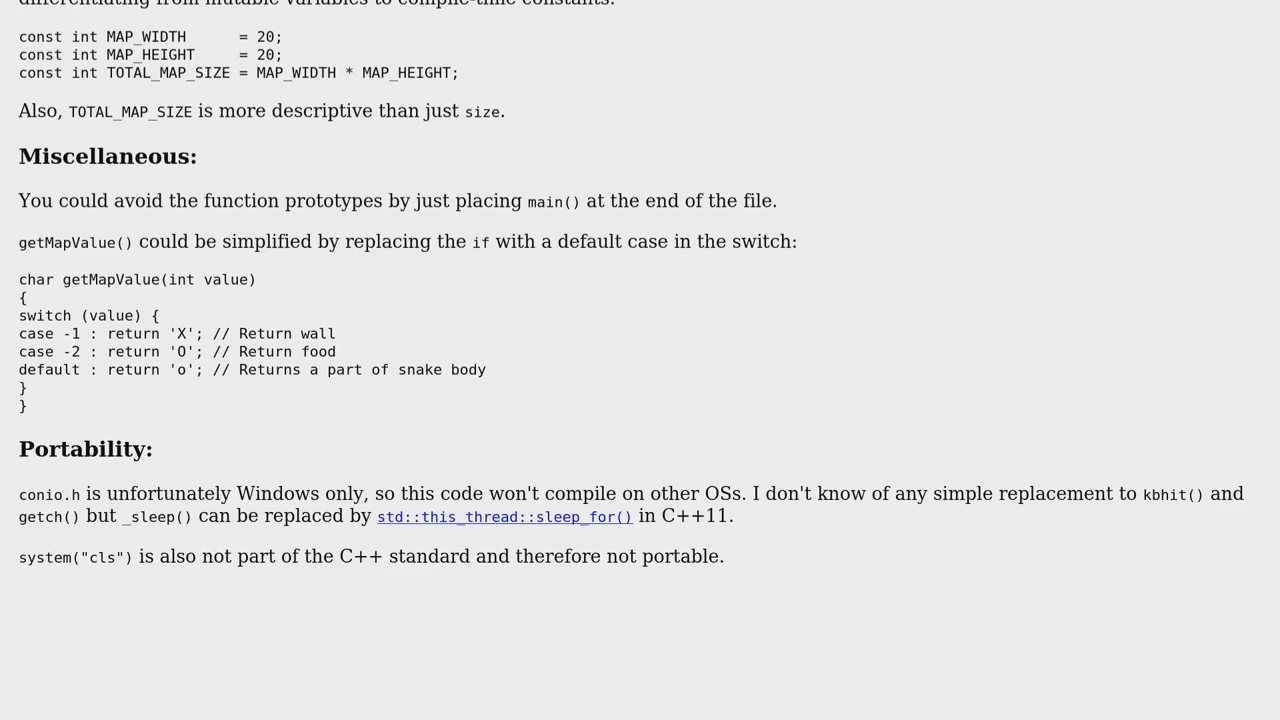 differentiating from mutable variables to compile-time constants.
const int MAP_WIDTH      = 20;
const int MAP_HEIGHT     = 20;
const int TOTAL_MAP_SIZE = MAP_WIDTH * MAP_HEIGHT;
Also, TOTAL_MAP_SIZE is more descriptive than just size.
Miscellaneous:
You could avoid the function prototypes by just placing main() at the end of the file.
getMapValue() could be simplified by replacing the if with a default case in the switch:
char getMapValue(int value)
{
switch (value) {
case -1 : return 'X'; // Return wall
case -2 : return 'O'; // Return food
default : return 'o'; // Returns a part of snake body
}
}
Portability:
conio.h is unfortunately Windows only, so this code won't compile on other OSs. I don't know of any simple replacement to kbhit() and
getch() but _sleep() can be replaced by std::this_thread::sleep_for() in C++11.
system("cls") is also not part of the C++ standard and therefore not portable.